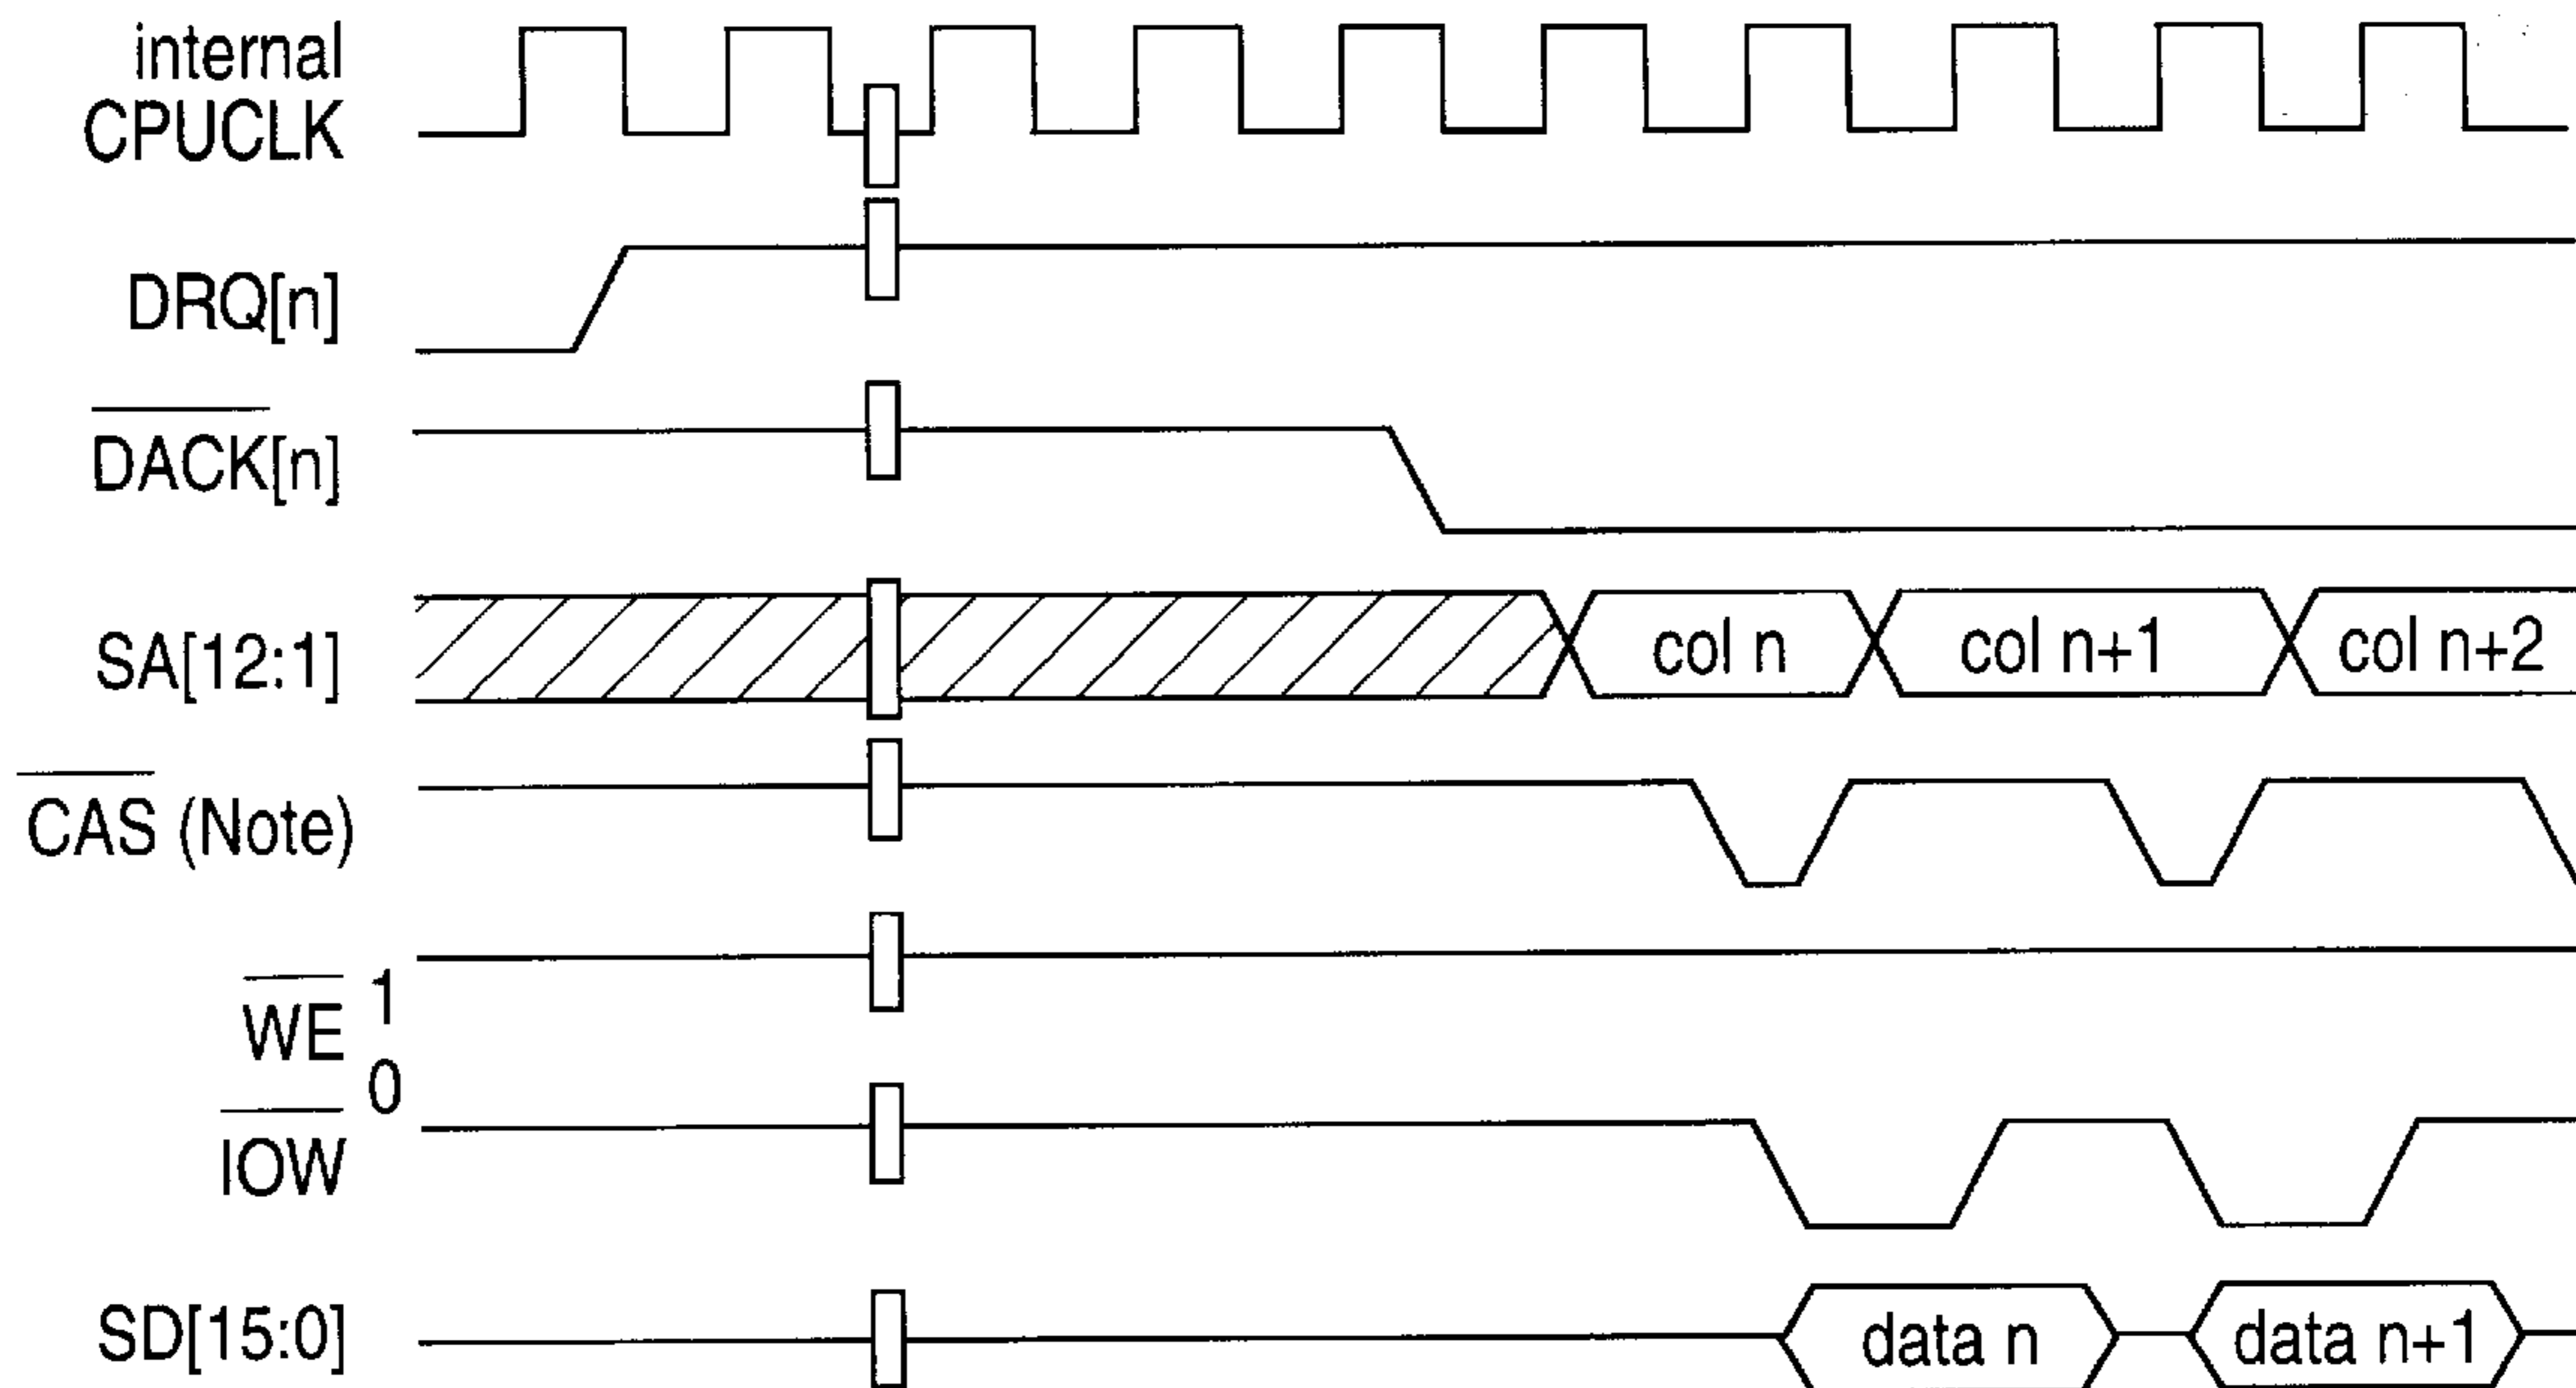 internal
CPUCLK
DRQ[n]
DACK[n]
SA[12:1]
col n
col n+1
col n+2
CAS (Note)
WE
1
0
IOW
SD[15:0]
data n
data n+1